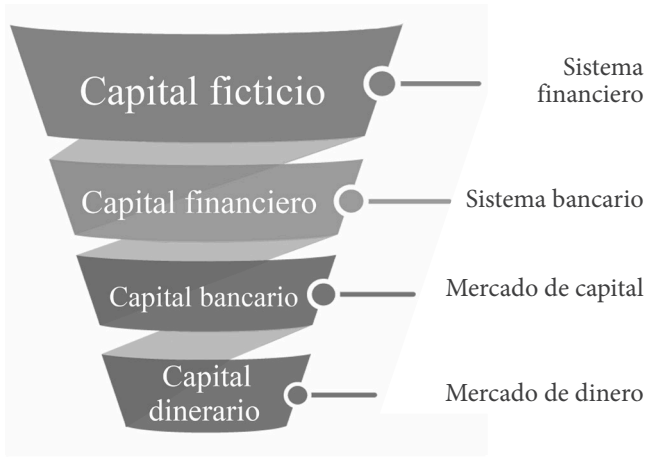 Capital ficticio
Sistema
financiero
Capital financiero
Sistema bancario
Capital bancario
Mercado de capital
Capital
dinerario
Mercado de dinero